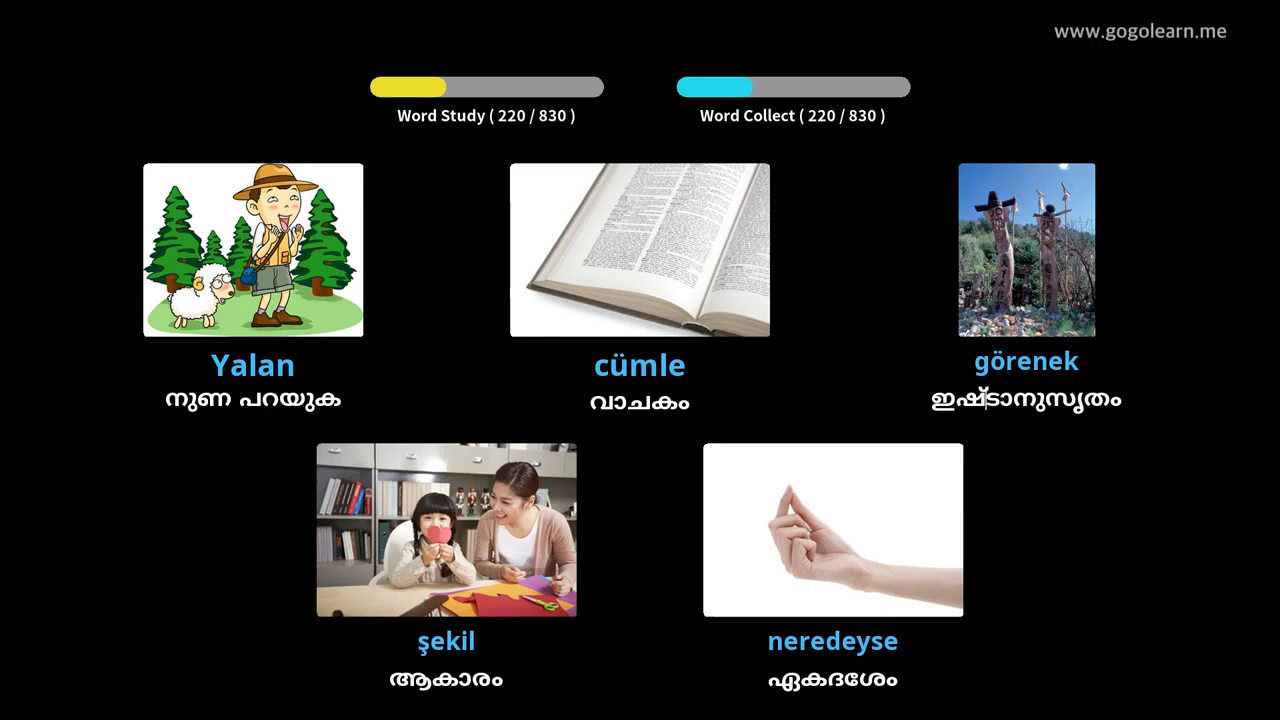 www.gogolearn.me
Word Study ( 220 / 830 )
Word Collect ( 220 / 830 )
Yalan
നുണ പറയുക
cümle
വാചകം
görenek
ഇഷ്ടാനുസൃതം
şekil
ആകാരം
neredeyse
ഏകദശേം